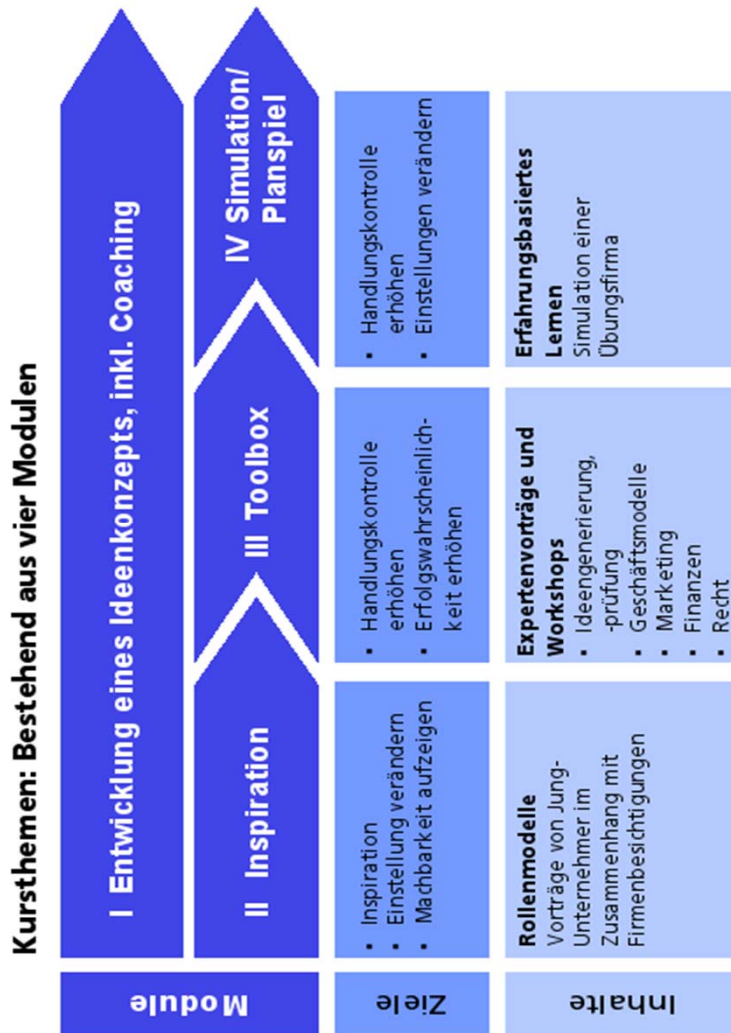 Kursthemen: Bestehend aus vier Modulen
Module
I Entwicklung eines Ideenkonzepts, inkl. Coaching
II Inspiration
III Toolbox
IV Simulation/
Planspiel
Ziele
▪ Inspiration
▪ Einstellung verändern
▪ Machbarkeit aufzeigen
▪ Handlungskontrolle
erhöhen
▪ Erfolgswahrscheinlich-
keit erhöhen
▪ Handlungskontrolle
erhöhen
▪ Einstellungen verändern
Inhalte
Rollenmodelle
Vorträge von Jung-
Unternehmer im
Zusammenhang mit
Firmenbesichtigungen
Expertenvorträge und
Workshops
▪ Ideengenerierung,
-prüfung
▪ Geschäftsmodelle
▪ Marketing
▪ Finanzen
▪ Recht
Erfahrungsbasiertes
Lernen
Simulation einer
Übungsfirma